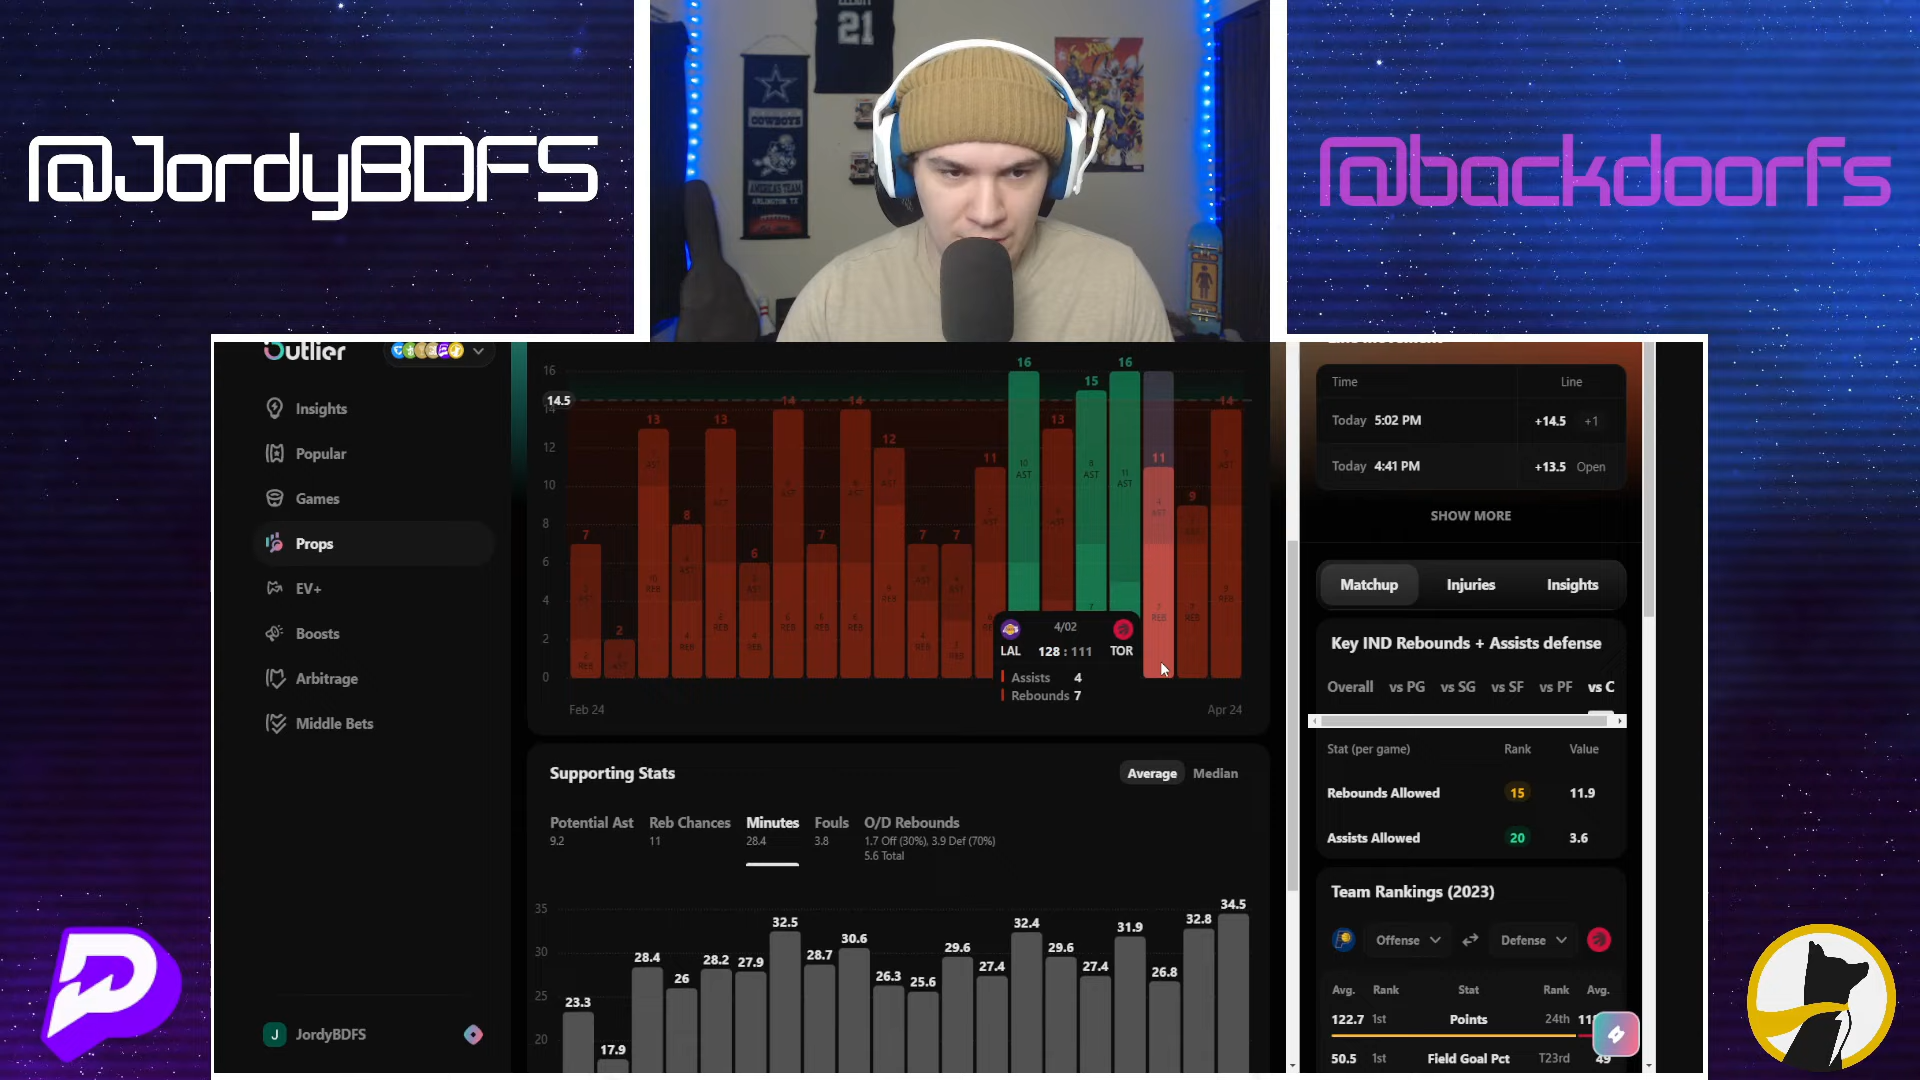 @JordyBDFS
ELLIOTT
21
X-MEN
COWBOYS
AMERICA'S TEAM
ARLINGTON, TX
@backdoorfs
Outlier
Insights
Popular
Games
Props
EV+
Boosts
Arbitrage
Middle Bets
J JordyBDFS
16
14.5
14
12
10
8
6
4
2
0
7
2
13
8
13
6
14
7
14
12
7
7
11
16
13
15
16
11
9
14
4/02
LAL 128 : 111 TOR
Assists 4
Rebounds 7
Feb 24
Apr 24
Supporting Stats
Average Median
Potential Ast
9.2
Reb Chances
11
Minutes
28.4
Fouls
3.8
O/D Rebounds
1.7 Off (30%), 3.9 Def (70%)
5.6 Total
35
30
25
20
23.3
17.9
28.4
26
28.2
27.9
32.5
28.7
30.6
26.3
25.6
29.6
27.4
32.4
29.6
27.4
31.9
26.8
32.8
34.5
Time Line
Today 5:02 PM +14.5 +1
Today 4:41 PM +13.5 Open
SHOW MORE
Matchup Injuries Insights
Key IND Rebounds + Assists defense
Overall vs PG vs SG vs SF vs PF vs C
Stat (per game) Rank Value
Rebounds Allowed 15 11.9
Assists Allowed 20 3.6
Team Rankings (2023)
Offense Defense
Avg. Rank Stat Rank Avg.
122.7 1st Points 24th
50.5 1st Field Goal Pct T23rd 49